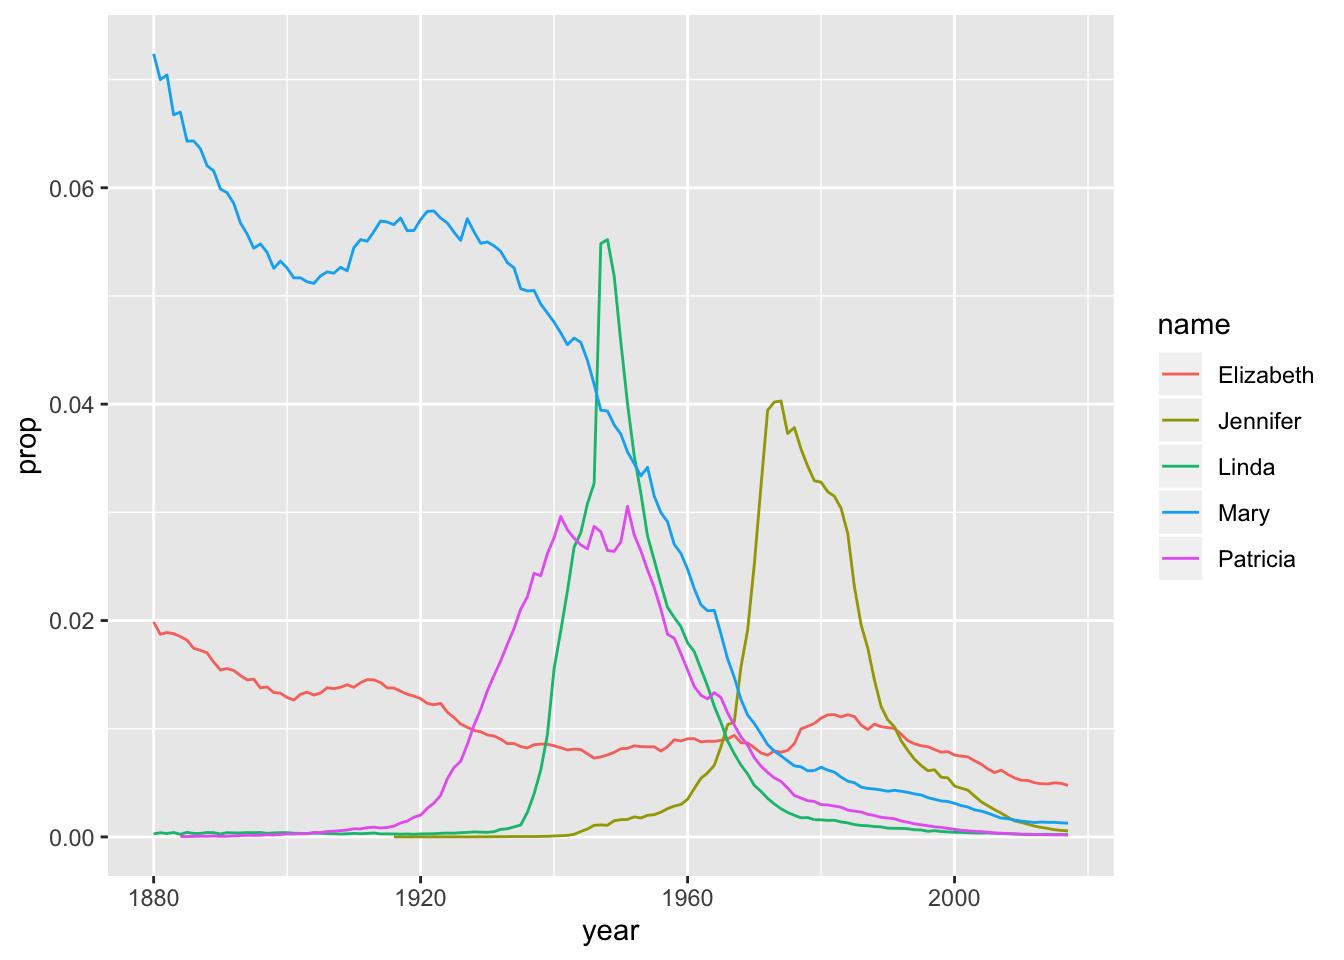 prop
0.06
0.04
0.02
0.00
1880
1920
1960
2000
year
name
Elizabeth
Jennifer
Linda
Mary
Patricia